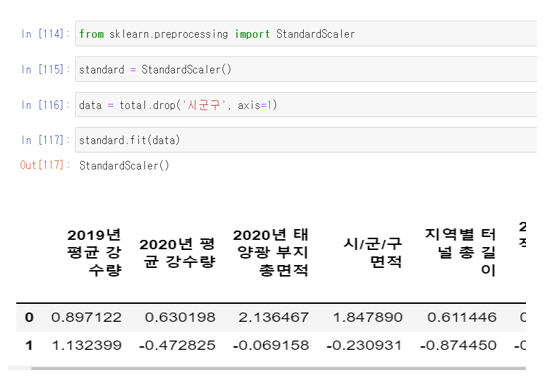 In [114]: from sklearn.preprocessing import StandardScaler
In [115]: standard = StandardScaler()
In [116]: data = total.drop('시군구', axis=1)
In [117]: standard.fit(data)
Out[117]: StandardScaler()
2019년 평균 강수량 2020년 평균 강수량 2020년 태양광 부지 총면적 시/군/구 면적 지역별 터널 총 길이
0 0.897122 0.630198 2.136467 1.847890 0.611446
1 1.132399 -0.472825 -0.069158 -0.230931 -0.874450